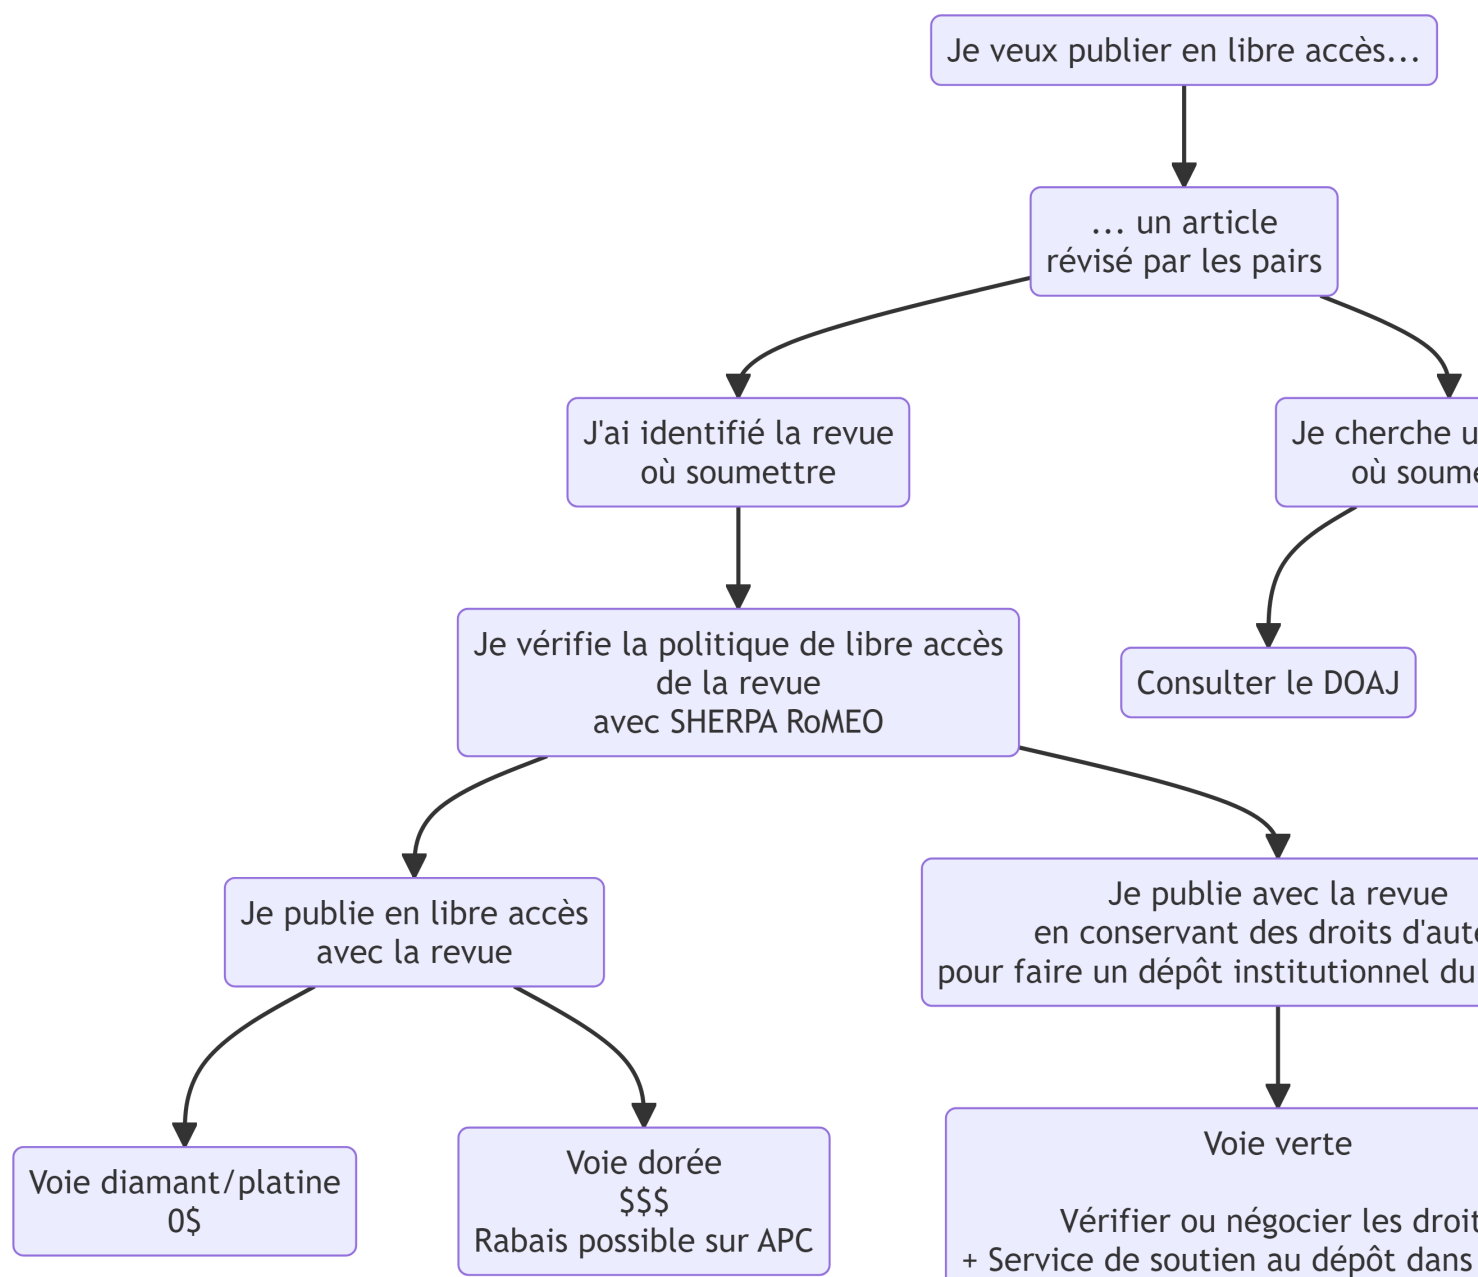 Je veux publier en libre accès...
... un article
révisé par les pairs
J'ai identifié la revue
où soumettre
Je cherche
où
Je vérifie la politique de libre accès
de la revue
avec SHERPA RoMEO
Consulter le DOAJ
Je publie en libre accès
avec la revue
Je publie avec la revue
en conservant des droits
pour faire un dépôt institutionnel du
Voie diamant/platine
0$
Voie dorée
$$$
Rabais possible sur APC
Voie verte
Vérifier ou négocier les
+ Service de soutien au dépôt dans